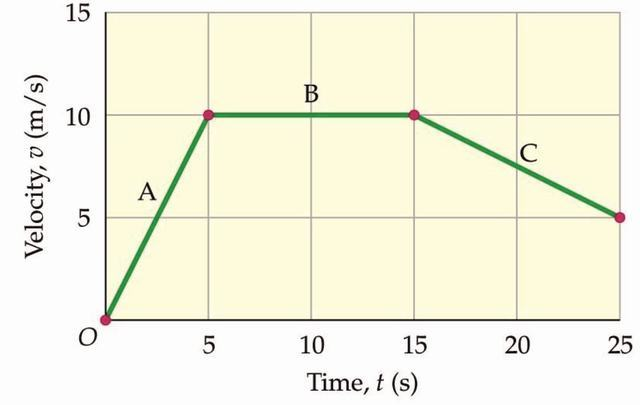 15
10
5
O
Velocity, v (m/s)
A
B
C
5 10 15 20 25
Time, t (s)